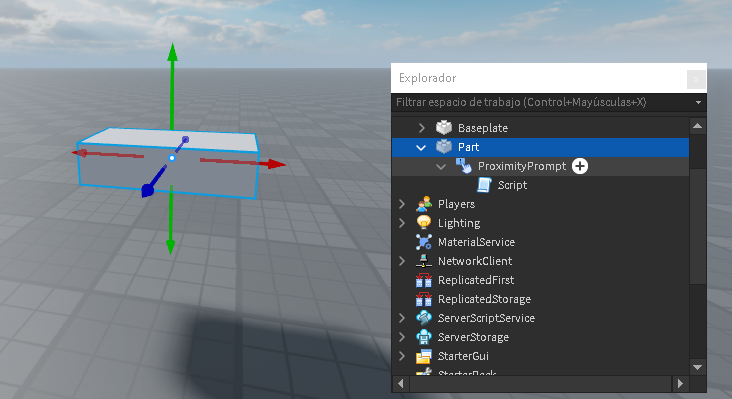 Explorador
Filtrar espacio de trabajo (Control+Mayúsculas+X)
Baseplate
Part
ProximityPrompt
Script
Players
Lighting
MaterialService
NetworkClient
ReplicatedFirst
ReplicatedStorage
ServerScriptService
ServerStorage
StarterGui
StarterPack